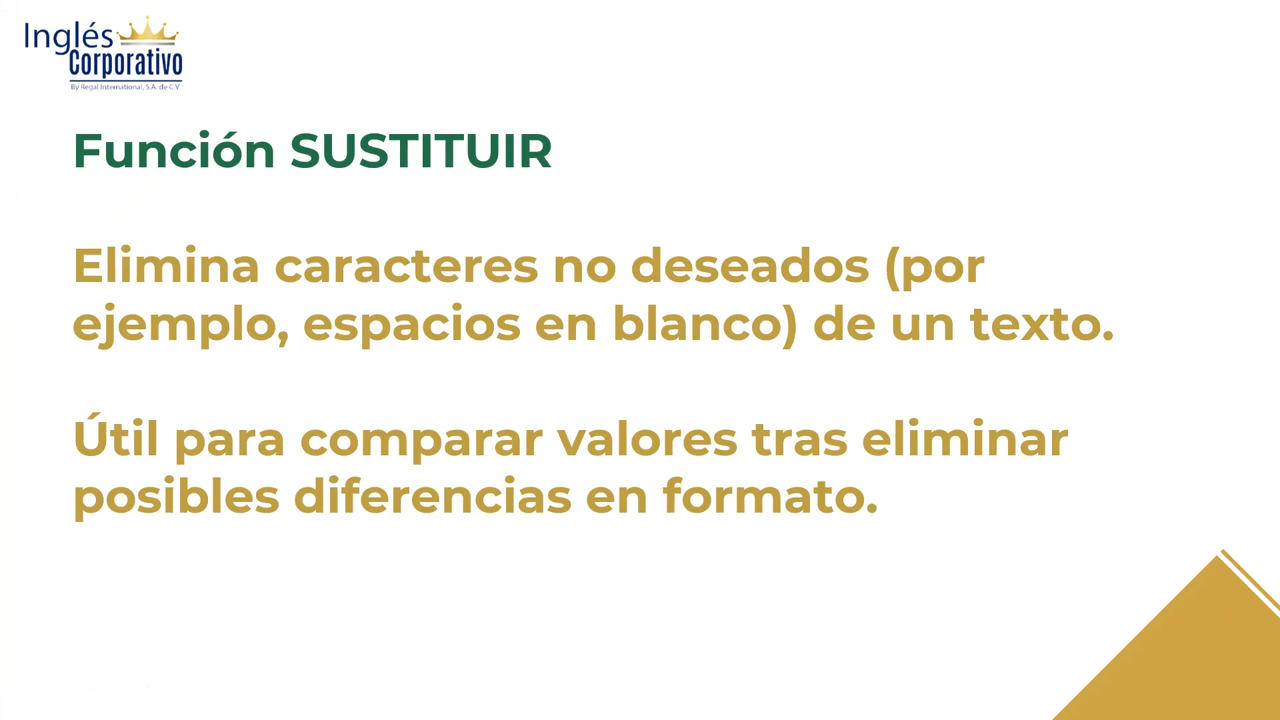 Inglés
Corporativo
By Regal International, S.A. de C.V
Función SUSTITUIR
Elimina caracteres no deseados (por
ejemplo, espacios en blanco) de un texto.
Útil para comparar valores tras eliminar
posibles diferencias en formato.